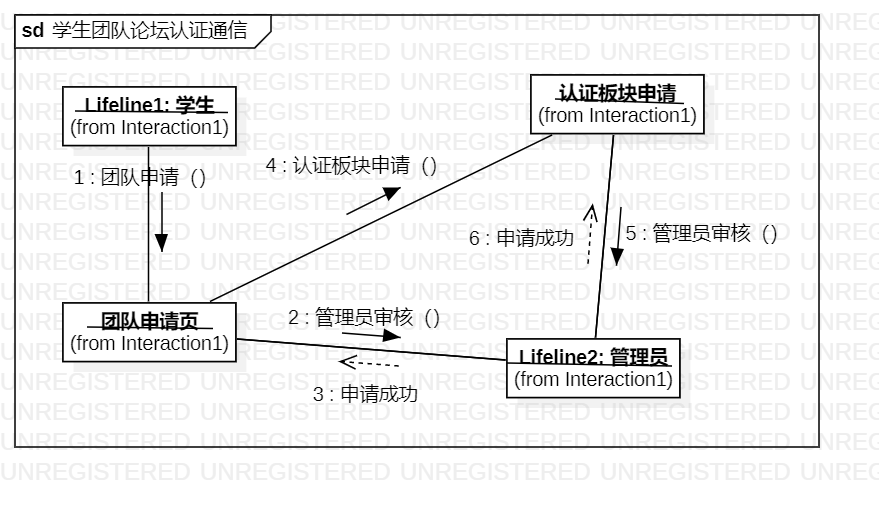 sd 学生团队论坛认证通信
Lifeline1: 学生
(from Interaction1)
认证板块申请
(from Interaction1)
1 : 团队申请（）
4 : 认证板块申请（）
6 : 申请成功
5 : 管理员审核（）
团队申请页
(from Interaction1)
2 : 管理员审核（）
3 : 申请成功
Lifeline2: 管理员
(from Interaction1)
UNREGISTERED UNREGISTERED UNREGISTERED UNREGISTERED UNREG